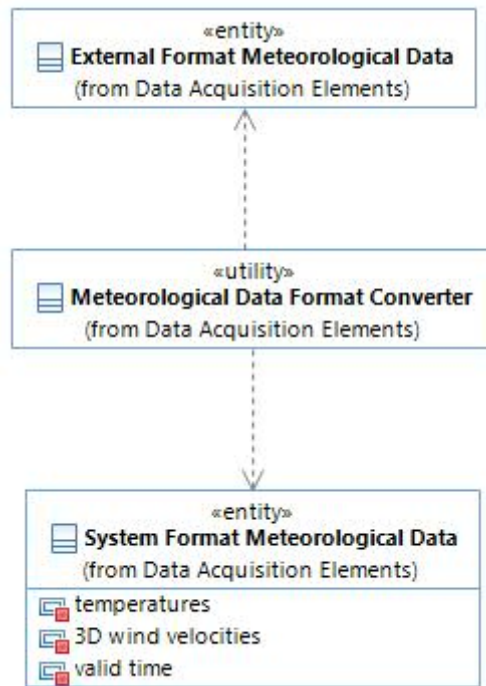 «entity»
External Format Meteorological Data
(from Data Acquisition Elements)
«utility»
Meteorological Data Format Converter
(from Data Acquisition Elements)
«entity»
System Format Meteorological Data
(from Data Acquisition Elements)
temperatures
3D wind velocities
valid time